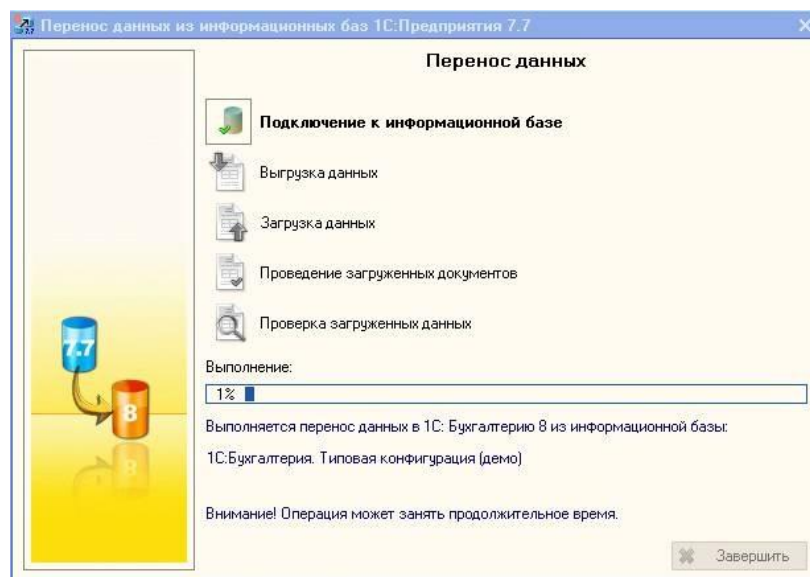 Перенос данных из информационных баз 1С:Предприятия 7.7
Перенос данных
Подключение к информационной базе
Выгрузка данных
Загрузка данных
Проведение загруженных документов
Проверка загруженных данных
7.7
8
Выполнение:
1%
Выполняется перенос данных в 1С: Бухгалтерию 8 из информационной базы:
1С:Бухгалтерия. Типовая конфигурация (демо)
Внимание! Операция может занять продолжительное время.
Завершить